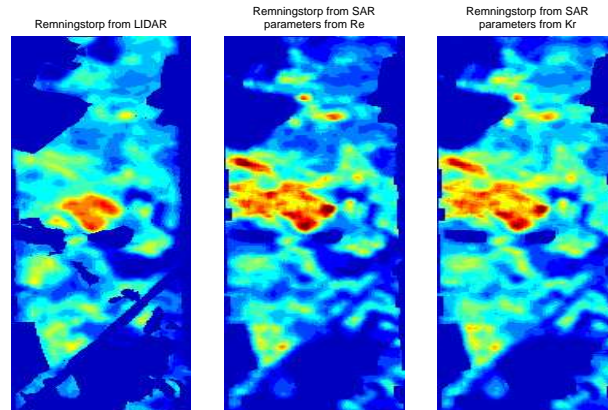 Remningstorp from LIDAR
Remningstorp from SAR
parameters from Re
Remningstorp from SAR
parameters from Kr